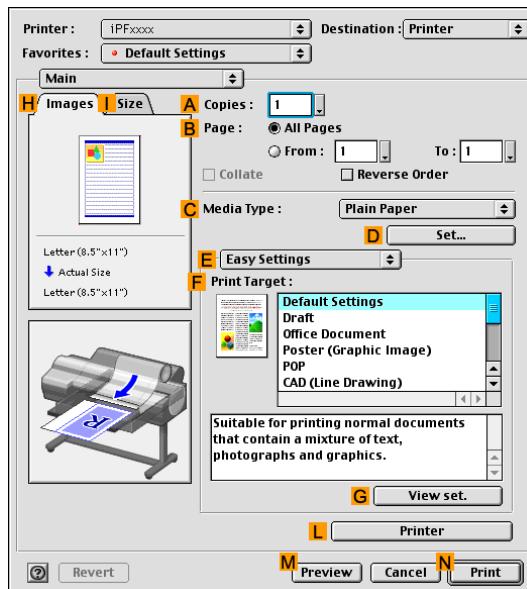 Printer : iPFxxxx Destination : Printer
Favorites : Default Settings
Main
H Images I Size
A Copies : 1
B Page : All Pages
From : 1 To : 1
Collate Reverse Order
C Media Type : Plain Paper
D Set...
Letter (8.5"x11")
Actual Size
Letter (8.5"x11")
E Easy Settings
F Print Target :
Default Settings
Draft
Office Document
Poster (Graphic Image)
POP
CAD (Line Drawing)
R
Suitable for printing normal documents
that contain a mixture of text,
photographs and graphics.
G View set.
L Printer
? Revert M Preview Cancel N Print